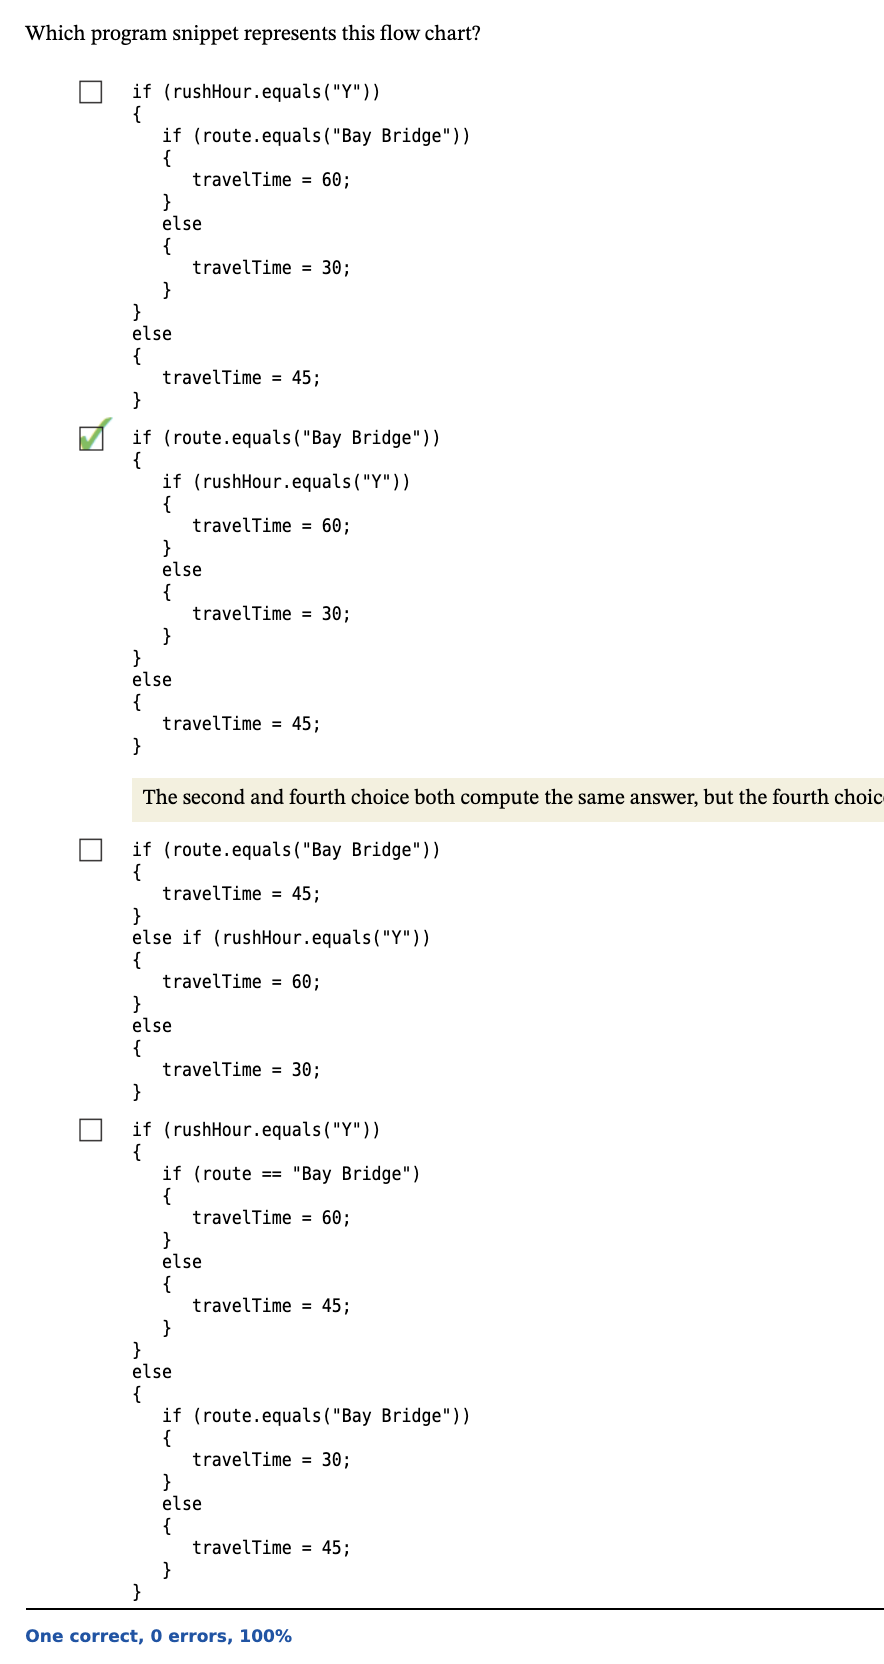 Which program snippet represents this flow chart?
if (rushHour.equals("Y"))
{
   if (route.equals("Bay Bridge"))
   {
      travelTime = 60;
   }
   else
   {
      travelTime = 30;
   }
}
else
{
   travelTime = 45;
}
if (route.equals("Bay Bridge"))
{
   if (rushHour.equals("Y"))
   {
      travelTime = 60;
   }
   else
   {
      travelTime = 30;
   }
}
else
{
   travelTime = 45;
}
The second and fourth choice both compute the same answer, but the fourth choic
if (route.equals("Bay Bridge"))
{
   travelTime = 45;
}
else if (rushHour.equals("Y"))
{
   travelTime = 60;
}
else
{
   travelTime = 30;
}
if (rushHour.equals("Y"))
{
   if (route == "Bay Bridge")
   {
      travelTime = 60;
   }
   else
   {
      travelTime = 45;
   }
}
else
{
   if (route.equals("Bay Bridge"))
   {
      travelTime = 30;
   }
   else
   {
      travelTime = 45;
   }
}
One correct, 0 errors, 100%